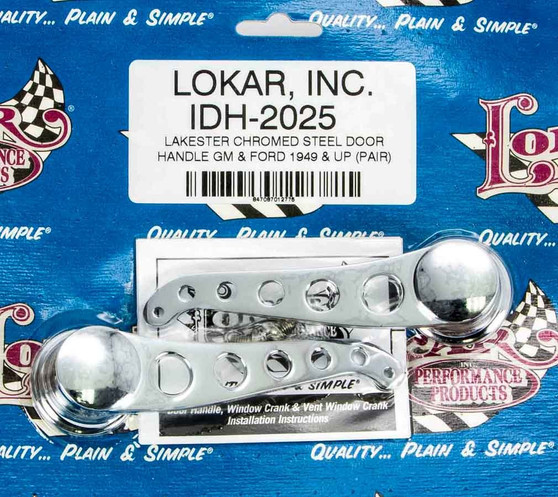 QUALITY... PLAIN & SIMPLE®
QUALITY... PLAIN & SIMPLE
LOKAR, INC.
IDH-2025
LAKESTER CHROMED STEEL DOOR
HANDLE GM & FORD 1949 & UP (PAIR)
LOKAR
QUALITY...
PLAIN & SIMPLE®
INC.
PERFORMANCE
PRODUCTS
& SIMPLE®
Door Handle, Window Crank & Vent Window Crank
Installation Instructions
QUALITY... PLAIN & SIMPLE®
QUALITY... PLAIN & SIMPLE®